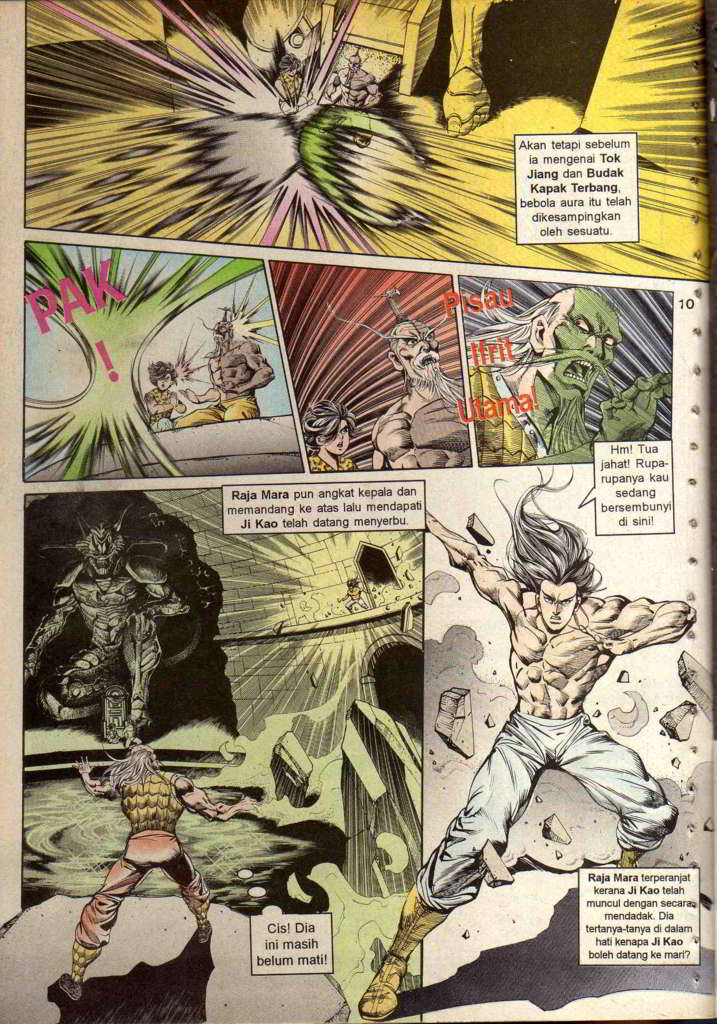 Akan tetapi sebelum
ia mengenai Tok
Jiang dan Budak
Kapak Terbang,
bebola aura itu telah
dikesampingkan
oleh sesuatu.
PAK
!
Pisau
Ifrit
Utama!
10
Hm! Tua
jahat! Rupa-
rupanya kau
sedang
bersembunyi
di sini!
Raja Mara pun angkat kepala dan
memandang ke atas lalu mendapati
Ji Kao telah datang menyerbu.
Cis! Dia
ini masih
belum mati!
Raja Mara terperanjat
kerana Ji Kao telah
muncul dengan secara
mendadak. Dia
tertanya-tanya di dalam
hati kenapa Ji Kao
boleh datang ke mari?